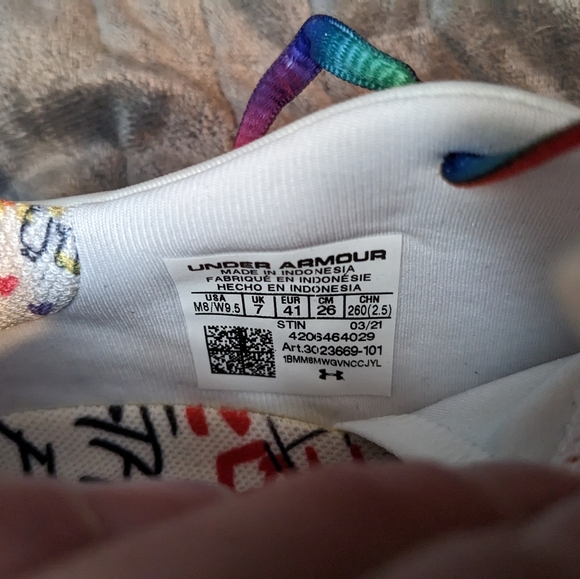 UNDER ARMOUR
MADE IN INDONESIA
FABRIQUÉ EN INDONÉSIE
HECHO EN INDONESIA
USA UK EUR CM CHN
M8/W9.5 7 41 26 260(2.5)
STIN 03/21
4206464029
Art.3023669-101
1BMM8MWGVNCCJYL